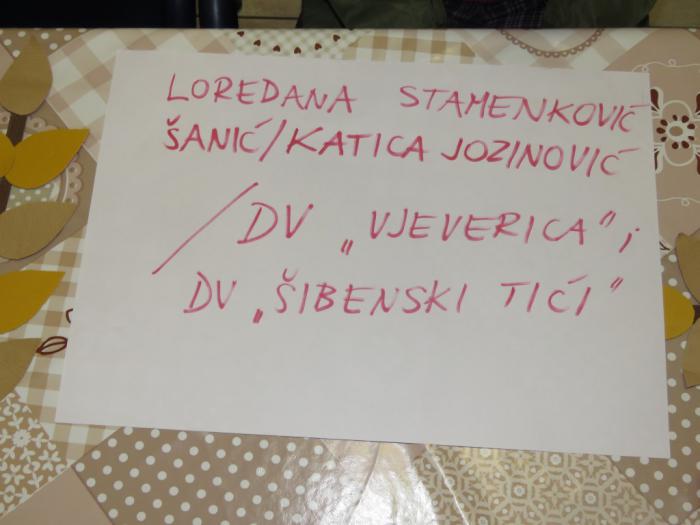 LOREDANA STAMENKOVIĆ
ŠANIĆ/KATICA JOZINOVIĆ
/DV „VJEVERICA";
DV „ŠIBENSKI TIĆI"